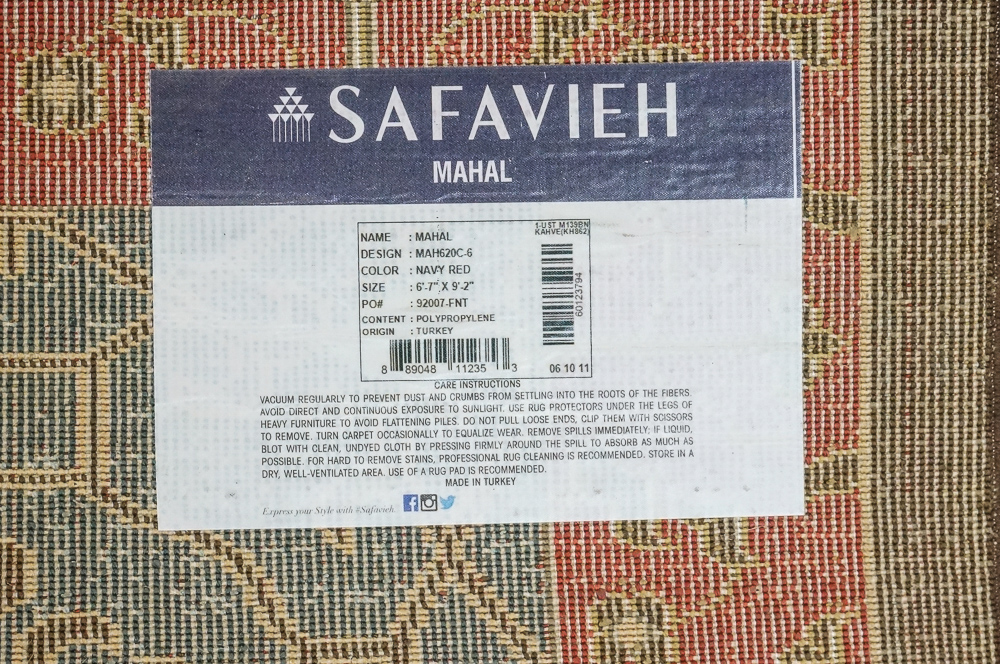 SAFAVIEH
MAHAL
1-UST M139BN
KAHVE(KH862)
NAME : MAHAL
DESIGN : MAH620C-6
COLOR : NAVY RED
SIZE : 6'-7" X 9'-2"
PO# : 92007-FNT
CONTENT : POLYPROPYLENE
ORIGIN : TURKEY
60123794
8 89048 11235 3
06 10 11
CARE INSTRUCTIONS
VACUUM REGULARLY TO PREVENT DUST AND CRUMBS FROM SETTLING INTO THE ROOTS OF THE FIBERS.
AVOID DIRECT AND CONTINUOUS EXPOSURE TO SUNLIGHT. USE RUG PROTECTORS UNDER THE LEGS OF
HEAVY FURNITURE TO AVOID FLATTENING PILES. DO NOT PULL LOOSE ENDS, CLIP THEM WITH SCISSORS
TO REMOVE. TURN CARPET OCCASIONALLY TO EQUALIZE WEAR. REMOVE SPILLS IMMEDIATELY; IF LIQUID,
BLOT WITH CLEAN, UNDYED CLOTH BY PRESSING FIRMLY AROUND THE SPILL TO ABSORB AS MUCH AS
POSSIBLE. FOR HARD TO REMOVE STAINS, PROFESSIONAL RUG CLEANING IS RECOMMENDED. STORE IN A
DRY, WELL-VENTILATED AREA. USE OF A RUG PAD IS RECOMMENDED.
MADE IN TURKEY
Express your Style with #Safavieh.